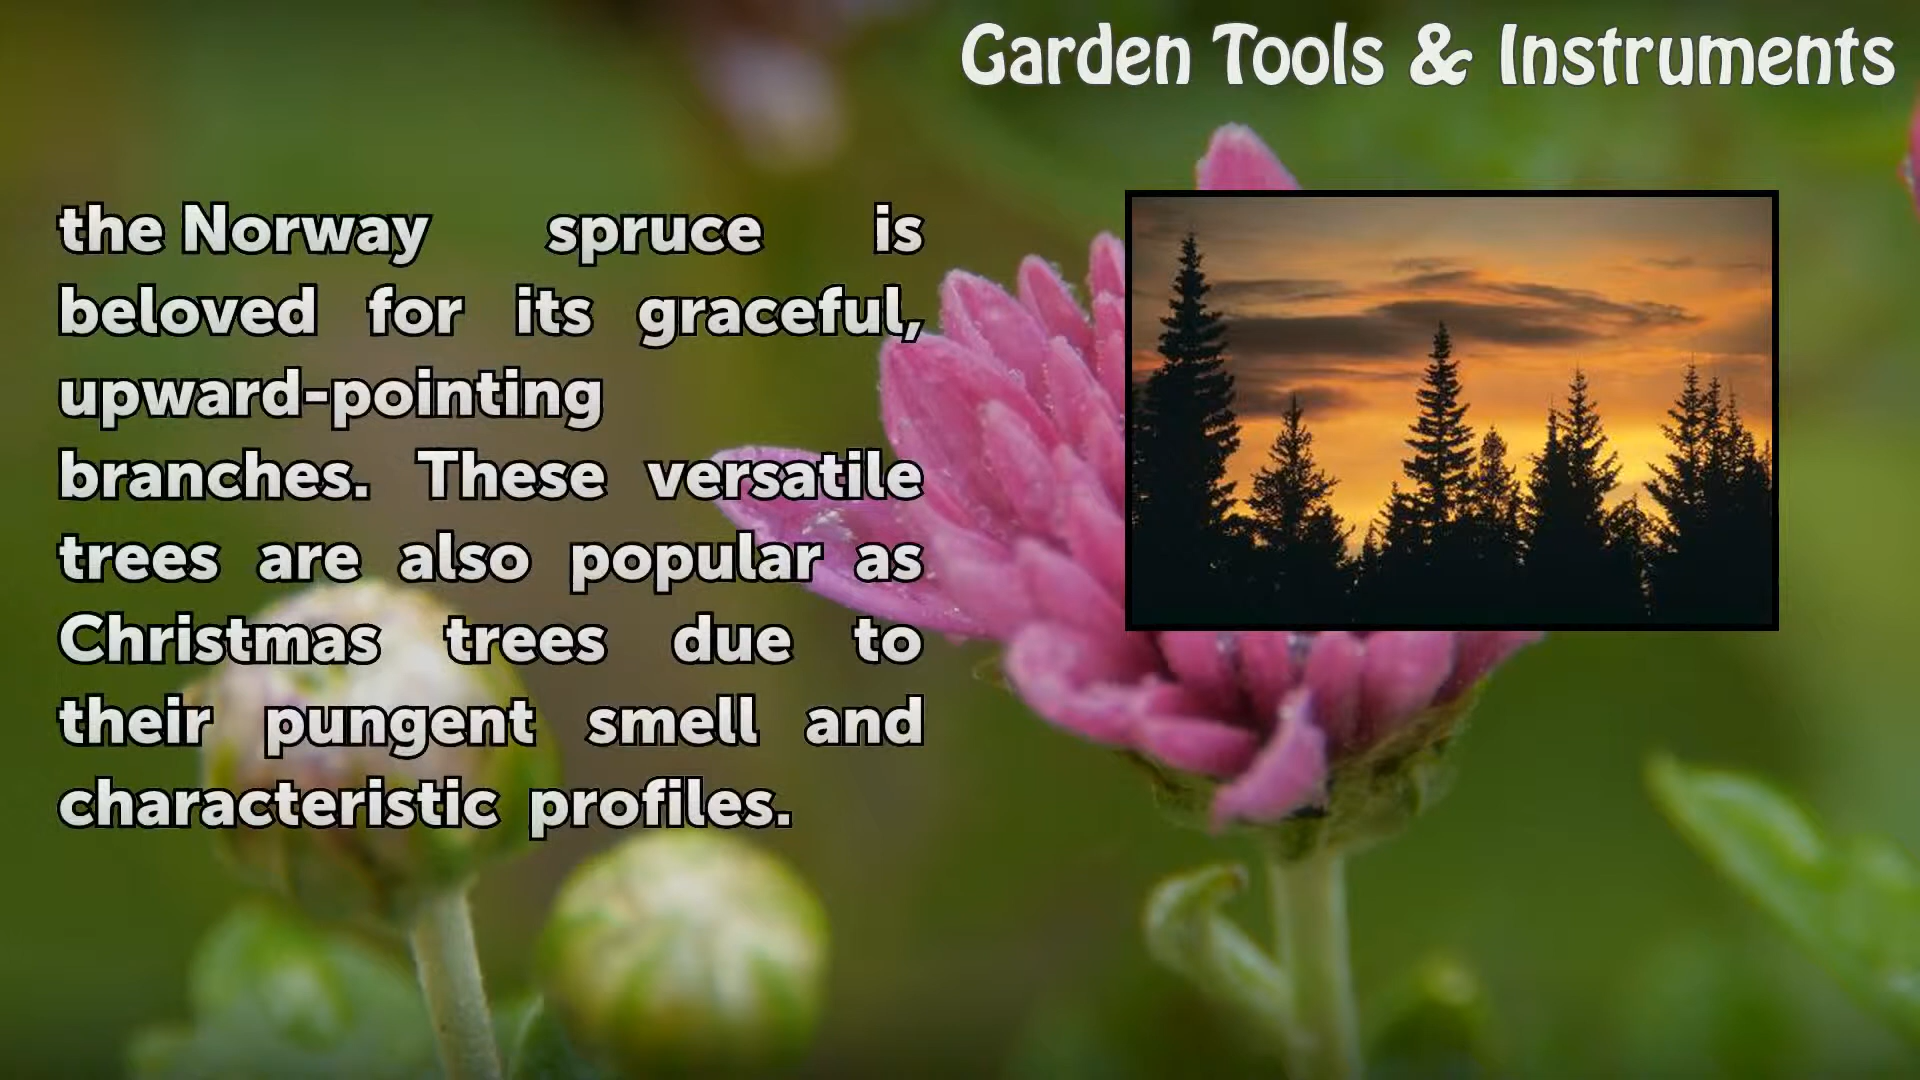 Garden Tools & Instruments
the Norway spruce is
beloved for its graceful,
upward-pointing
branches. These versatile
trees are also popular as
Christmas trees due to
their pungent smell and
characteristic profiles.